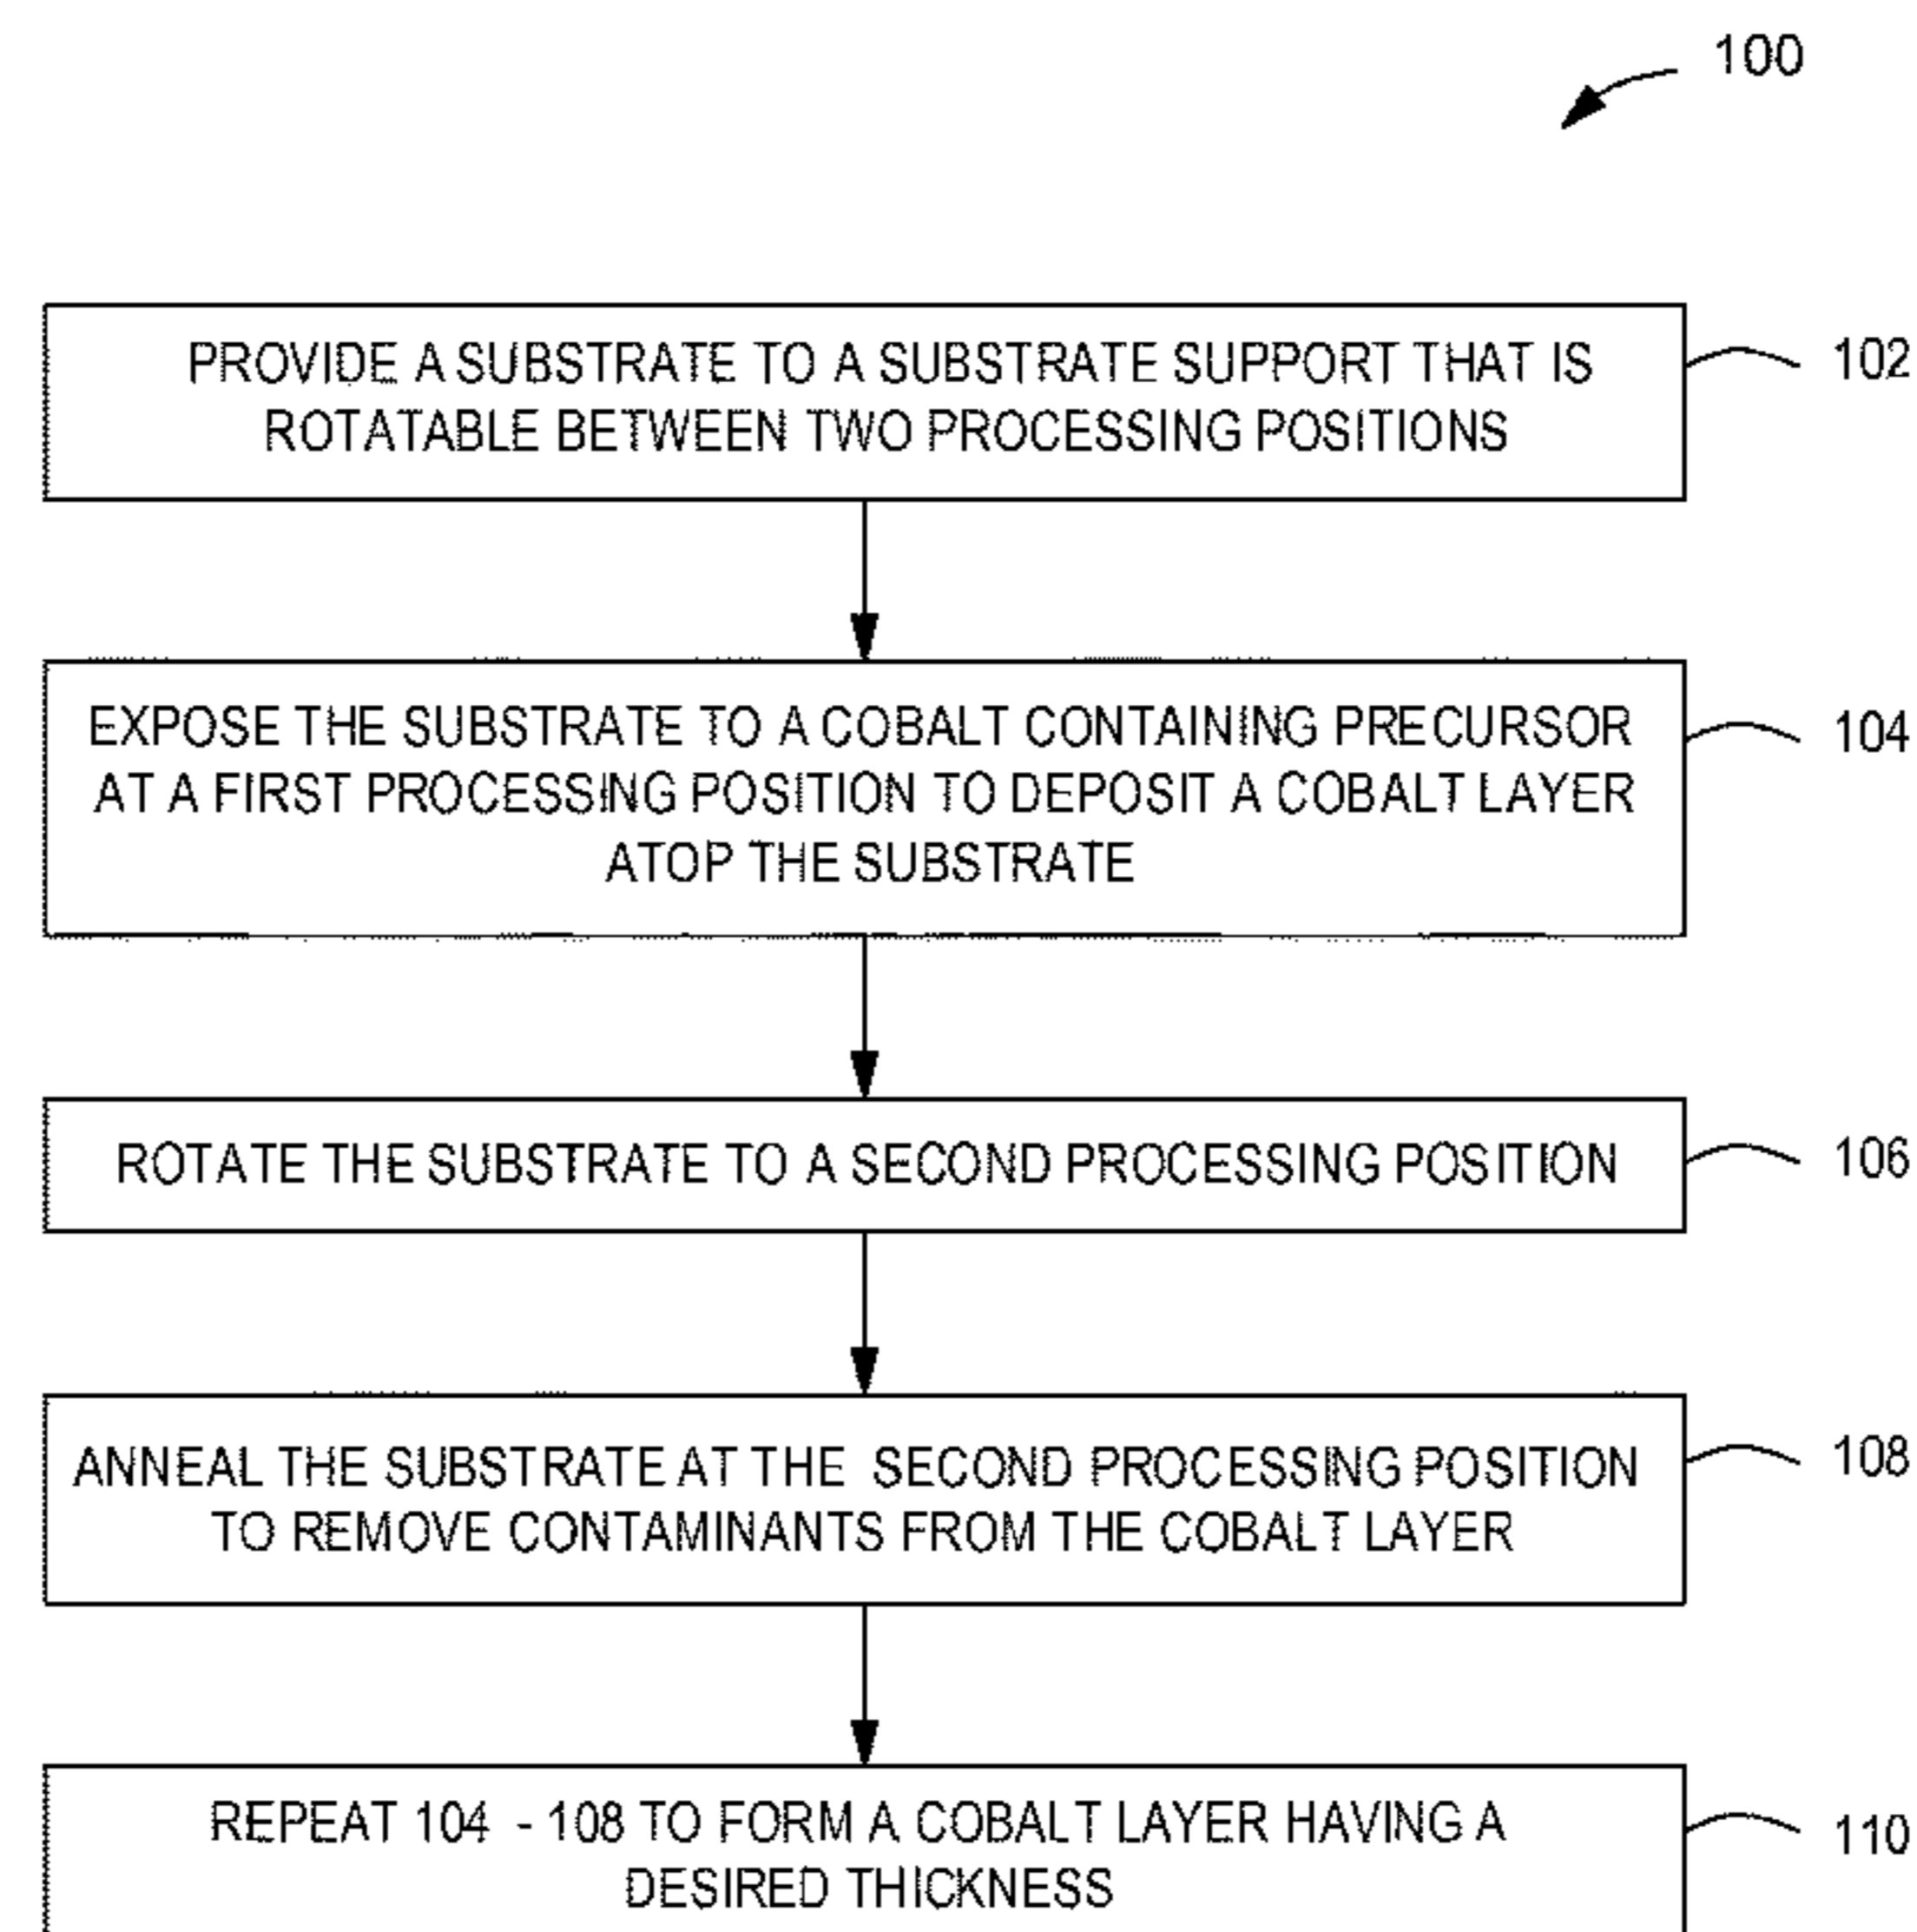 100
PROVIDE A SUBSTRATE TO A SUBSTRATE SUPPORT THAT IS
ROTATABLE BETWEEN TWO PROCESSING POSITIONS
102
EXPOSE THE SUBSTRATE TO A COBALT CONTAINING PRECURSOR
AT A FIRST PROCESSING POSITION TO DEPOSIT A COBALT LAYER
ATOP THE SUBSTRATE
104
ROTATE THE SUBSTRATE TO A SECOND PROCESSING POSITION
106
ANNEAL THE SUBSTRATE AT THE SECOND PROCESSING POSITION
TO REMOVE CONTAMINANTS FROM THE COBALT LAYER
108
REPEAT 104 - 108 TO FORM A COBALT LAYER HAVING A
DESIRED THICKNESS
110